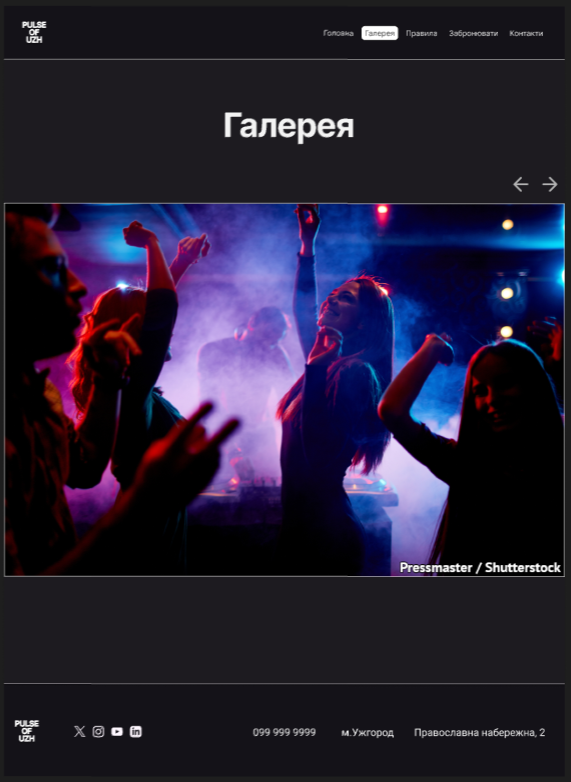 PULSE
OF
UZH
Головна Галерея Правила Забронювати Контакти
Галерея
Pressmaster / Shutterstock
PULSE
OF
UZH
099 999 9999 м.Ужгород Православна набережна, 2